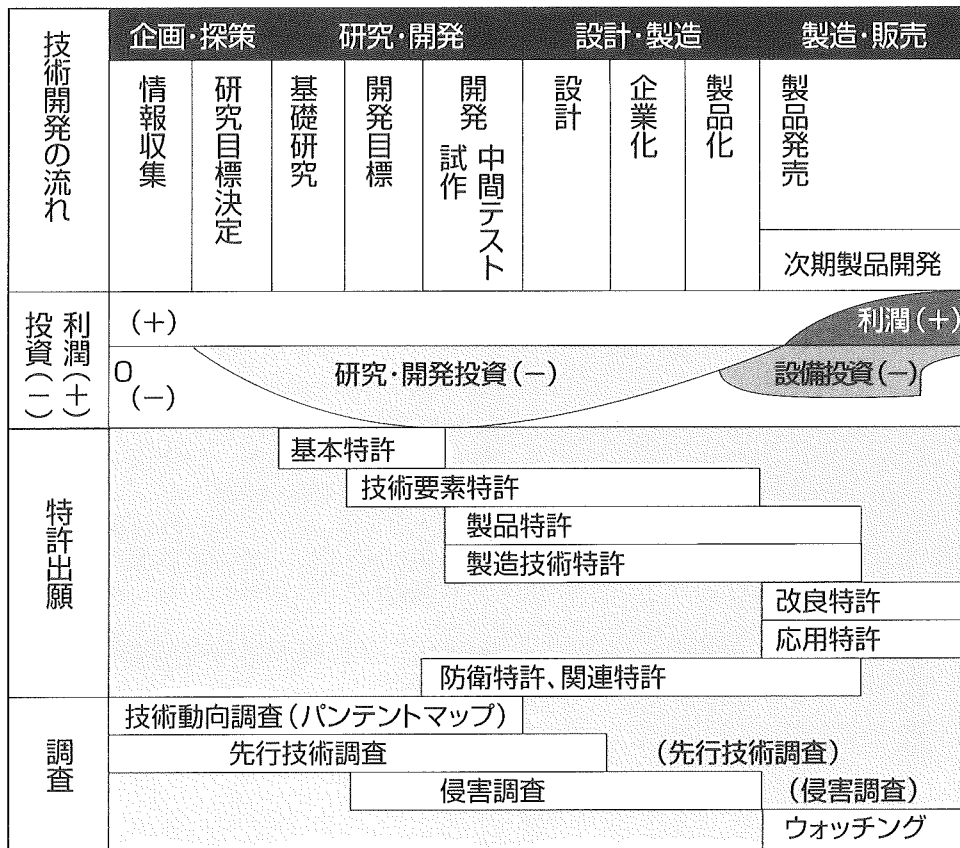 技術開発の流れ
企画・探策
研究・開発
設計・製造
製造・販売
情報収集
研究目標決定
基礎研究
開発目標
開発
試作
中間テスト
設計
企業化
製品化
製品発売
次期製品開発
利潤(+)
投資(−)
(+)
0
(−)
研究・開発投資(−)
利潤(+)
設備投資(−)
特許出願
基本特許
技術要素特許
製品特許
製造技術特許
改良特許
応用特許
防衛特許、関連特許
調査
技術動向調査(パンテントマップ)
先行技術調査
(先行技術調査)
侵害調査
(侵害調査)
ウォッチング